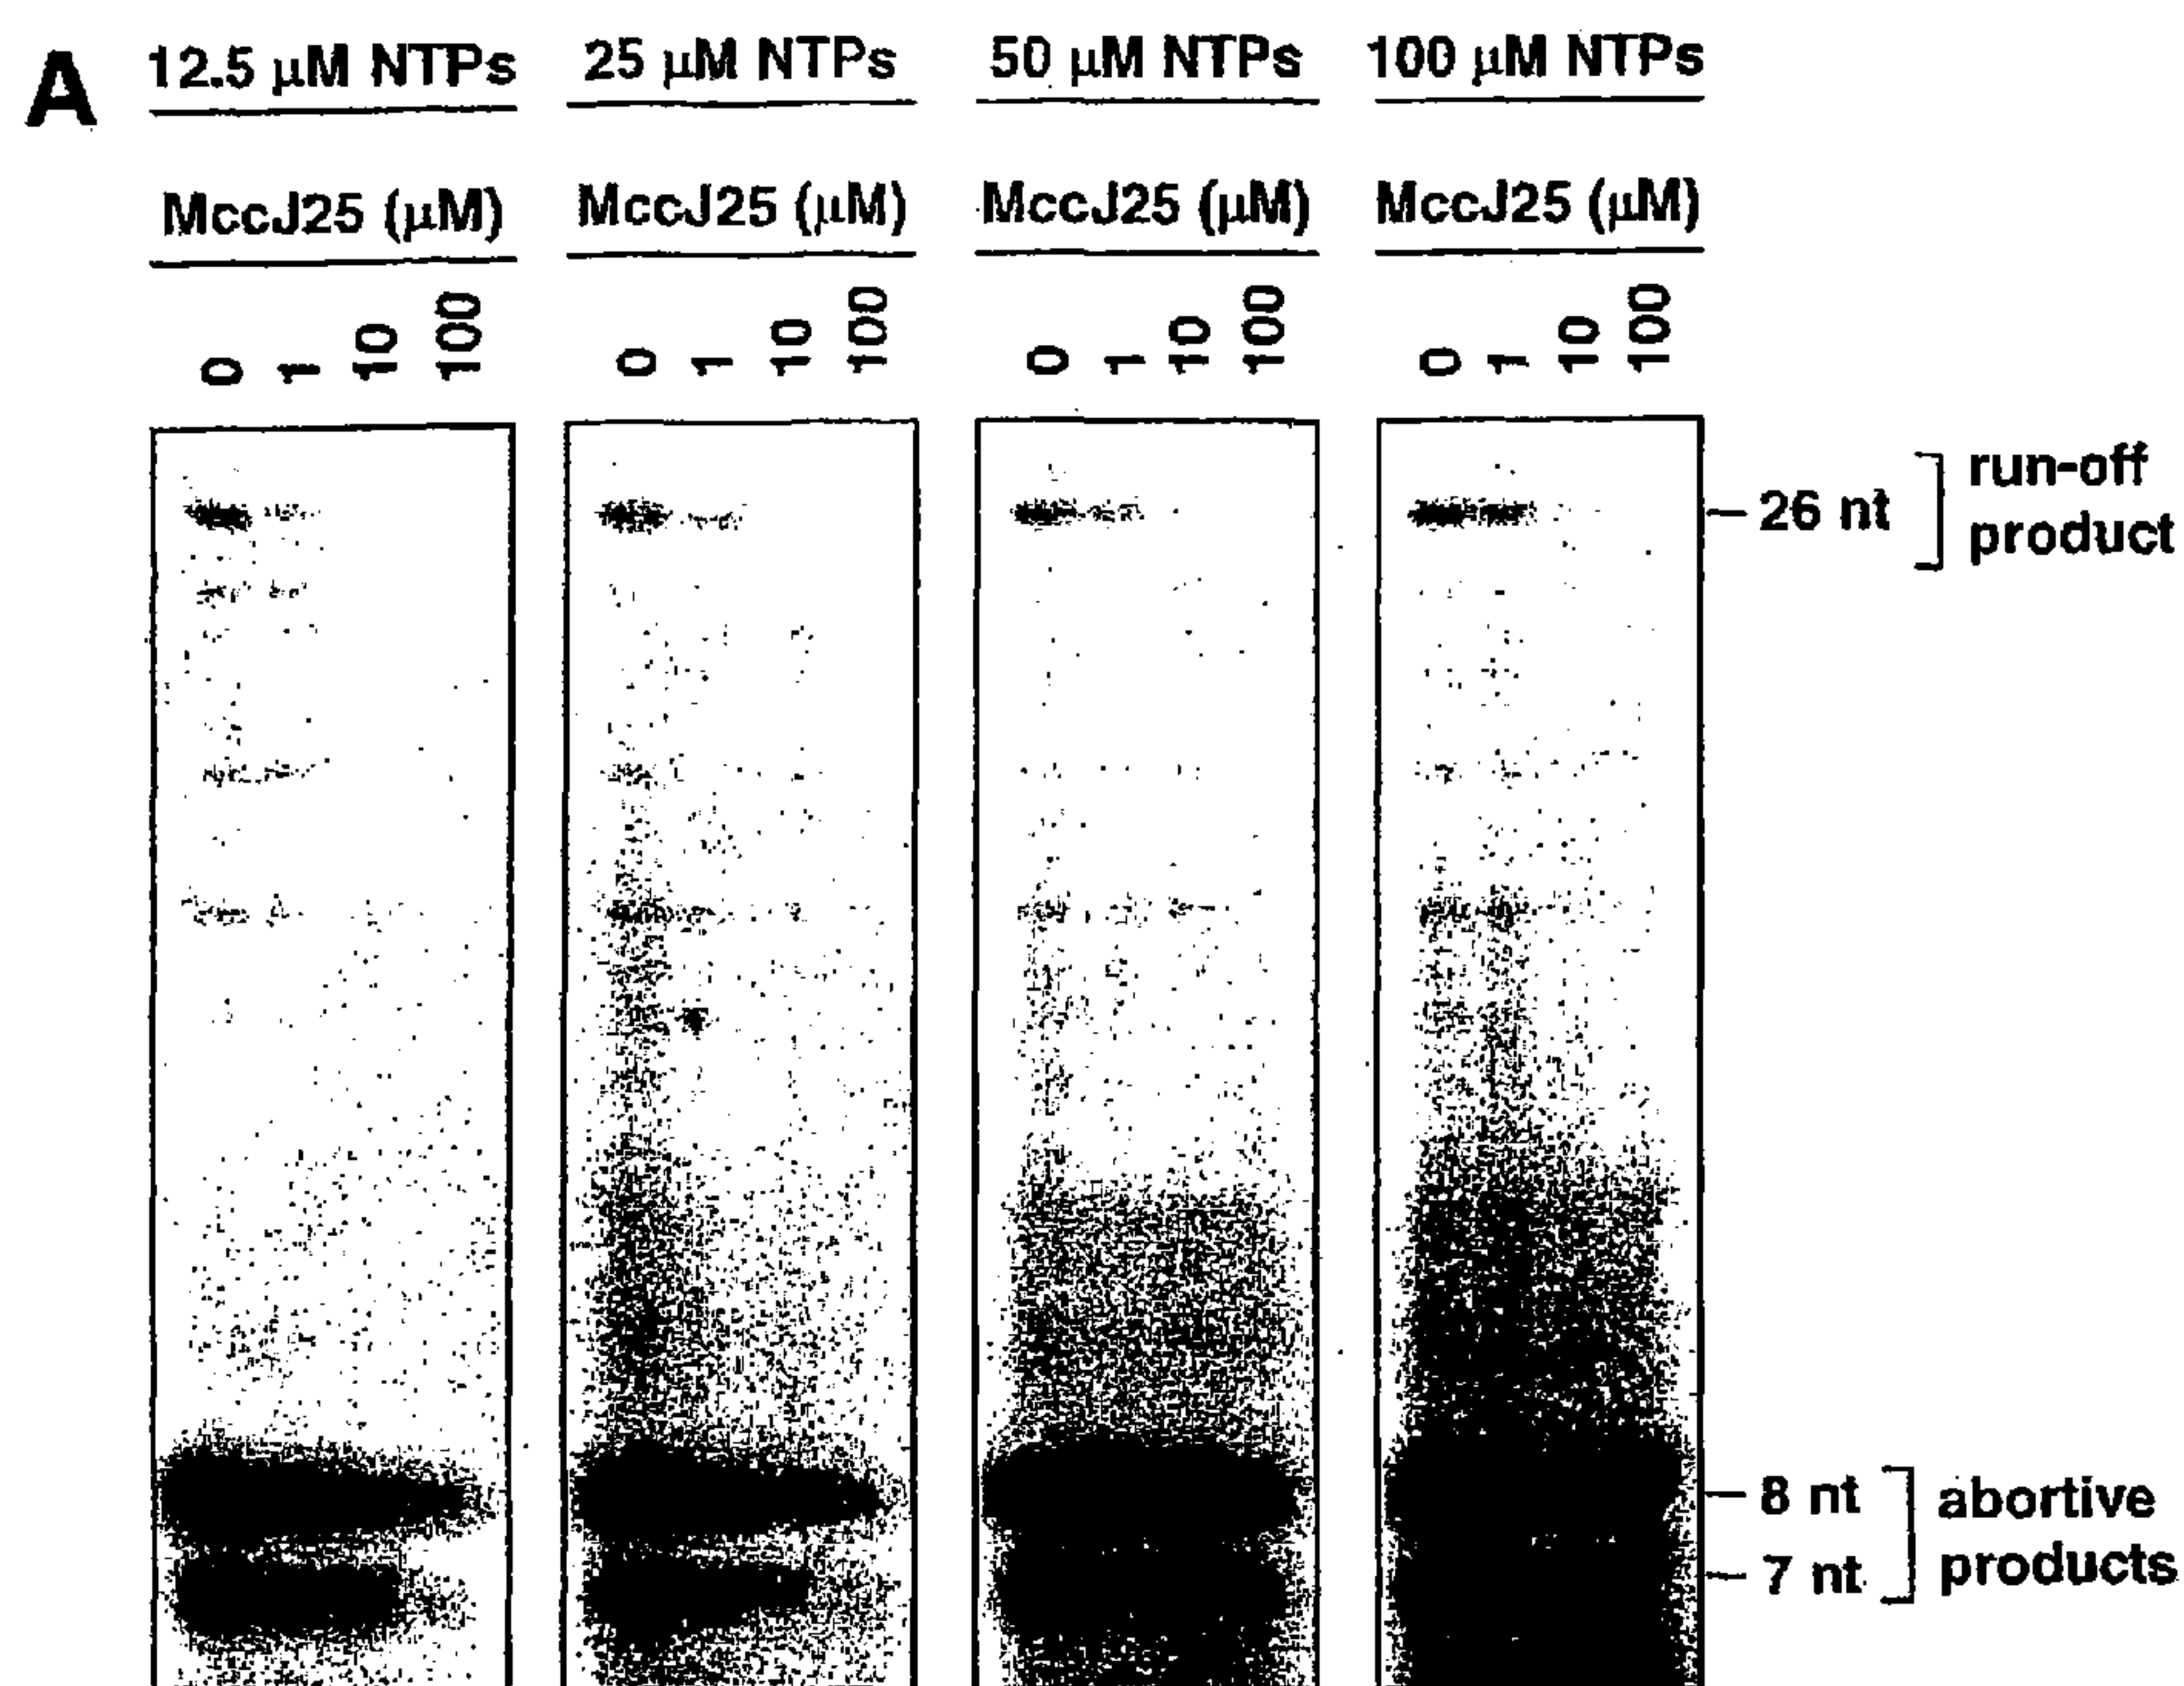 A
12.5 μM NTPs 25 μM NTPs 50 μM NTPs 100 μM NTPs
MccJ25 (μM) MccJ25 (μM) MccJ25 (μM) MccJ25 (μM)
0 1 10 100 0 1 10 100 0 1 10 100 0 1 10 100
26 nt
run-off
product
8 nt
7 nt
abortive
products